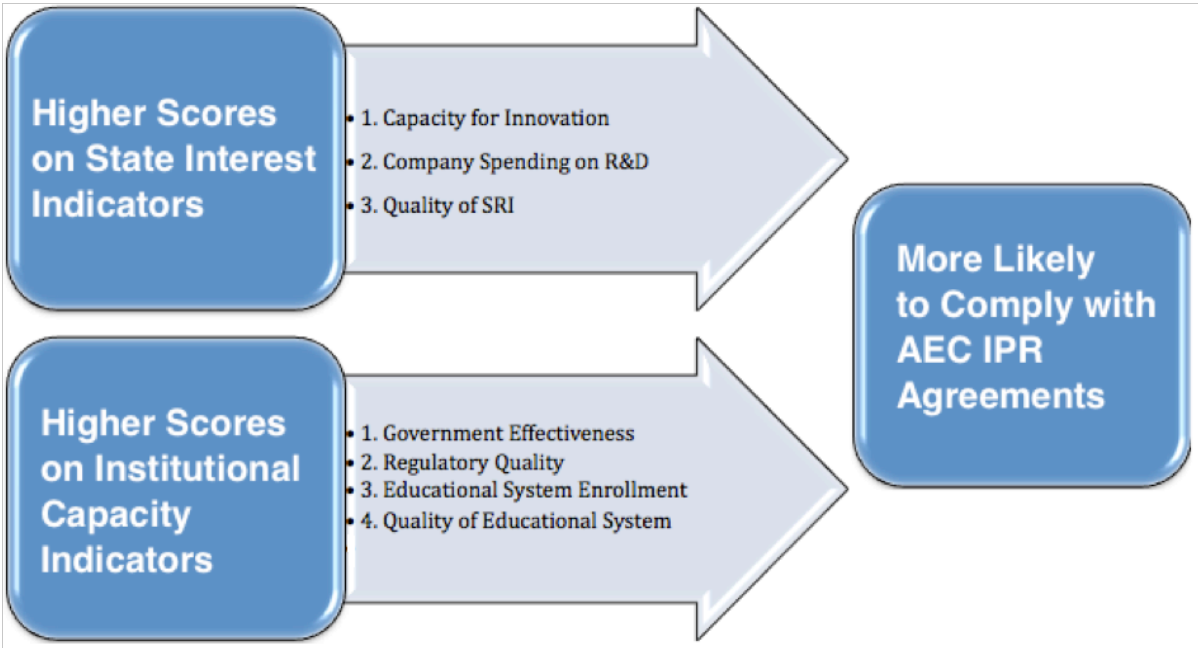 Higher Scores
on State Interest
Indicators
• 1. Capacity for Innovation
• 2. Company Spending on R&D
• 3. Quality of SRI
Higher Scores
on Institutional
Capacity
Indicators
• 1. Government Effectiveness
• 2. Regulatory Quality
• 3. Educational System Enrollment
• 4. Quality of Educational System
More Likely
to Comply with
AEC IPR
Agreements